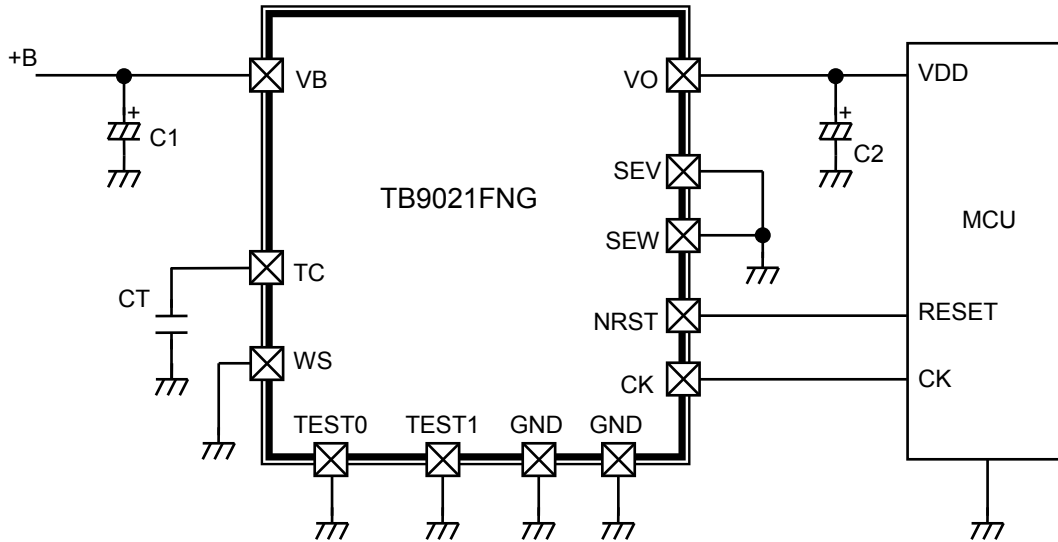 +B
VB
VO
VDD
+
C1
+
C2
SEV
TB9021FNG
SEW
MCU
TC
CT
NRST
RESET
WS
CK
CK
TEST0 TEST1 GND GND